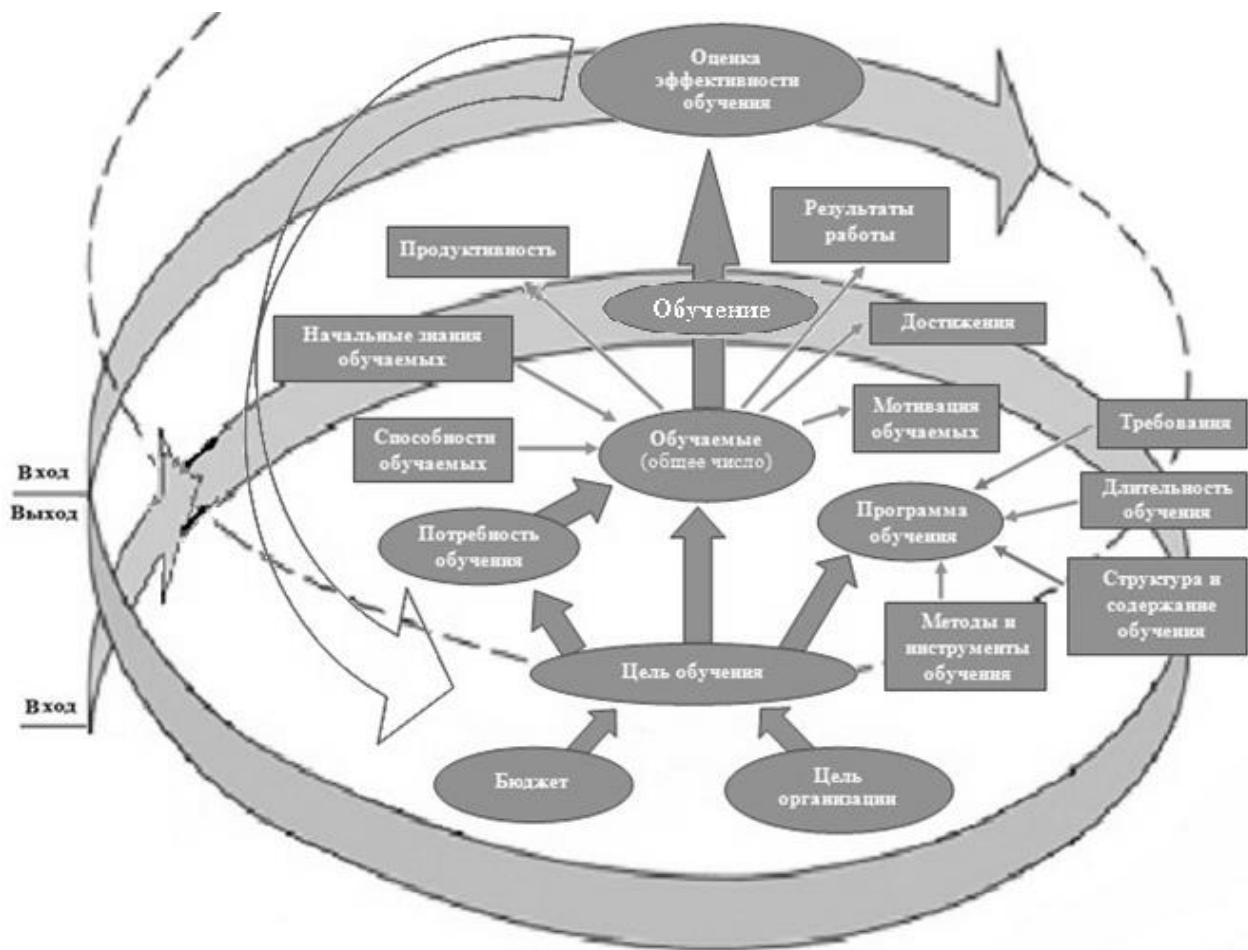 Оценка
эффективности
обучения
Результаты
работы
Продуктивность
Обучение
Достижения
Начальные знания
обучаемых
Мотивация
обучаемых
Требования
Способности
обучаемых
Обучаемые
(общее число)
Вход
Выход
Длительность
обучения
Программа
обучения
Потребность
обучения
Структура и
содержание
обучения
Методы и
инструменты
обучения
Цель обучения
Вход
Бюджет
Цель
организации